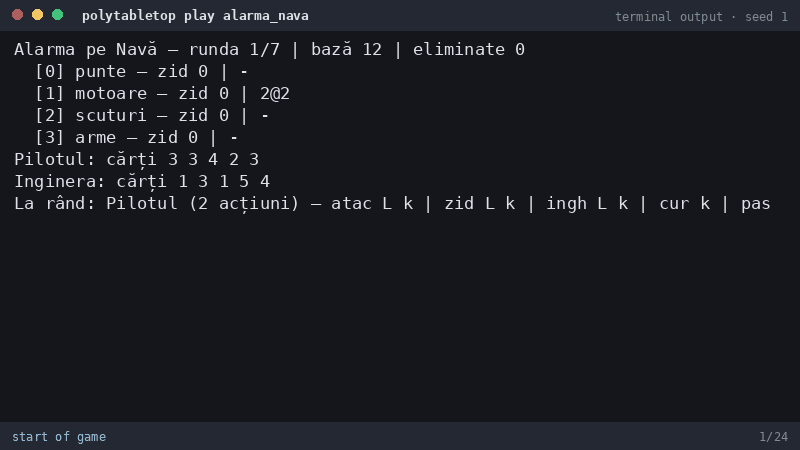 polytabletop play alarma_nava
terminal output · seed 1
Alarma pe Navă — runda 1/7 | bază 12 | eliminate 0
[0] punte — zid 0 | -
[1] motoare — zid 0 | 2@2
[2] scuturi — zid 0 | -
[3] arme — zid 0 | -
Pilotul: cărți 3 3 4 2 3
Inginera: cărți 1 3 1 5 4
La rând: Pilotul (2 acțiuni) — atac L k | zid L k | ingh L k | cur k | pas
start of game
1/24